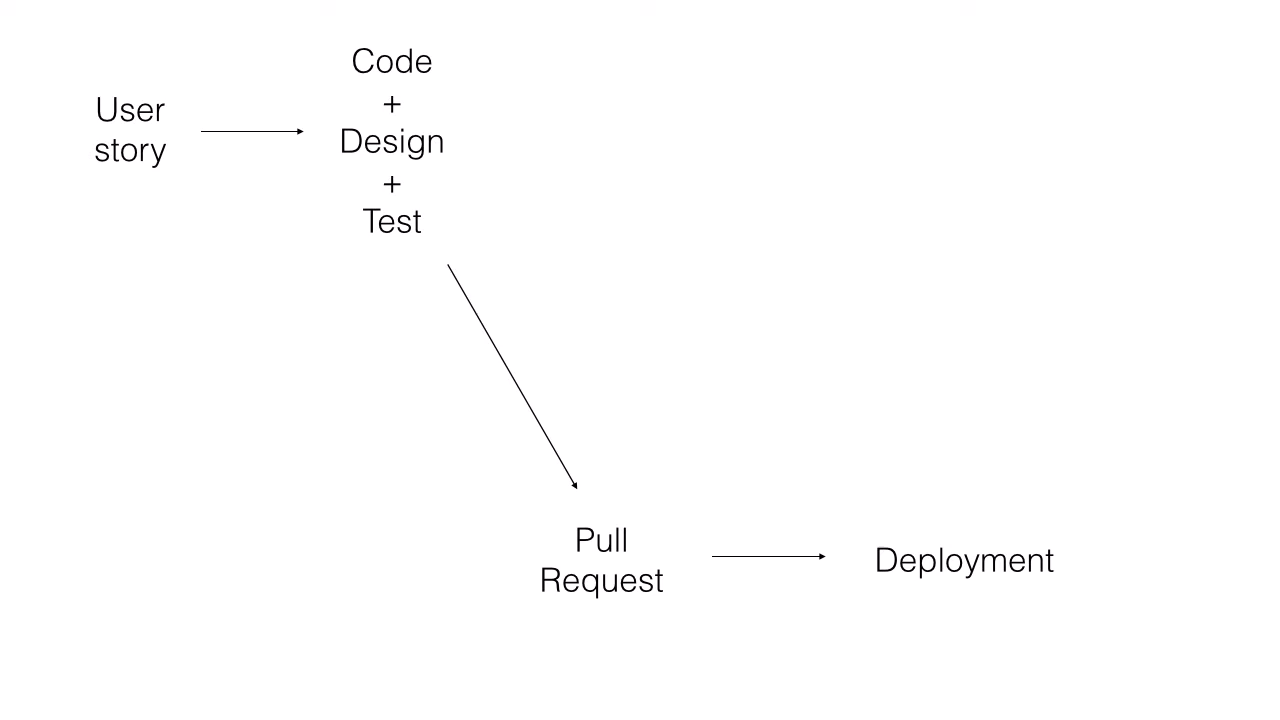 User
story
Code
+
Design
+
Test
Pull
Request
Deployment